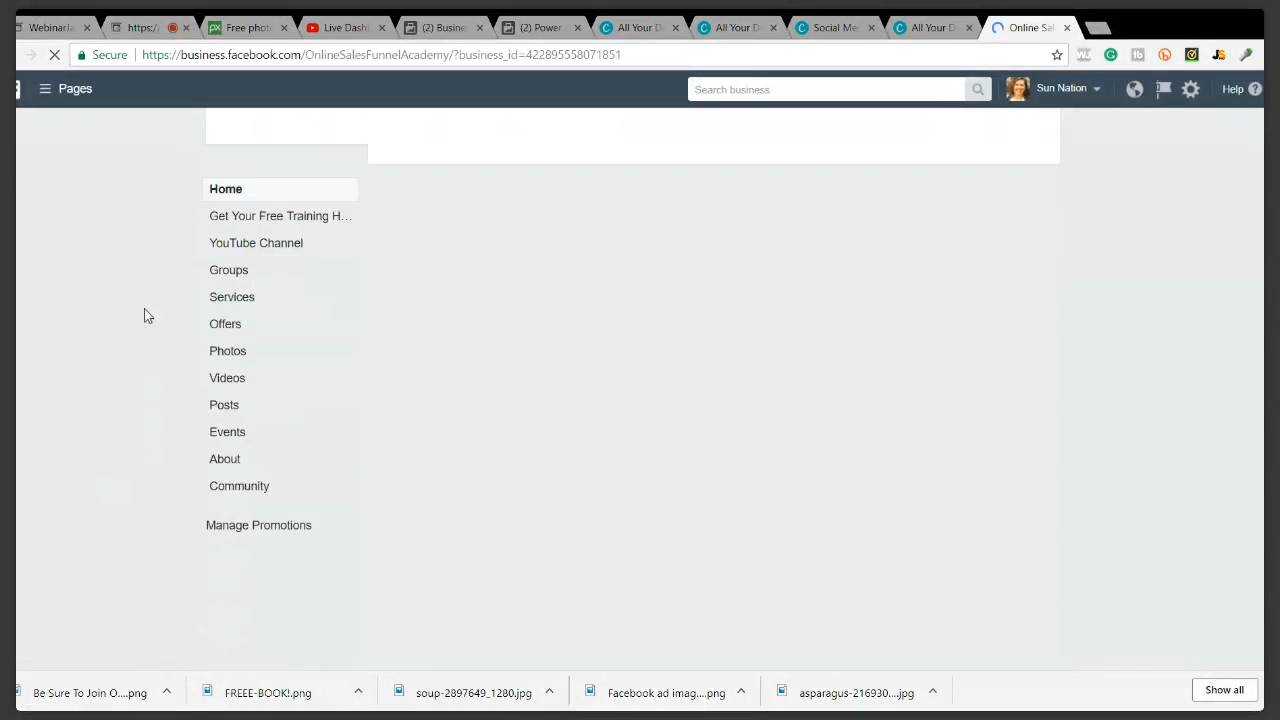 WebinarJa
https:/
Free phot
Live Dashl
(2) Busine
(2) Power
All Your D
All Your D
Social Me
All Your D
Online Sal
Secure https://business.facebook.com/OnlineSalesFunnelAcademy/?business_id=422895558071851
Pages
Search business
Sun Nation
Help
Home
Get Your Free Training H...
YouTube Channel
Groups
Services
Offers
Photos
Videos
Posts
Events
About
Community
Manage Promotions
Be Sure To Join O....png
FREEE-BOOK!.png
soup-2897649_1280.jpg
Facebook ad imag....png
asparagus-216930....jpg
Show all